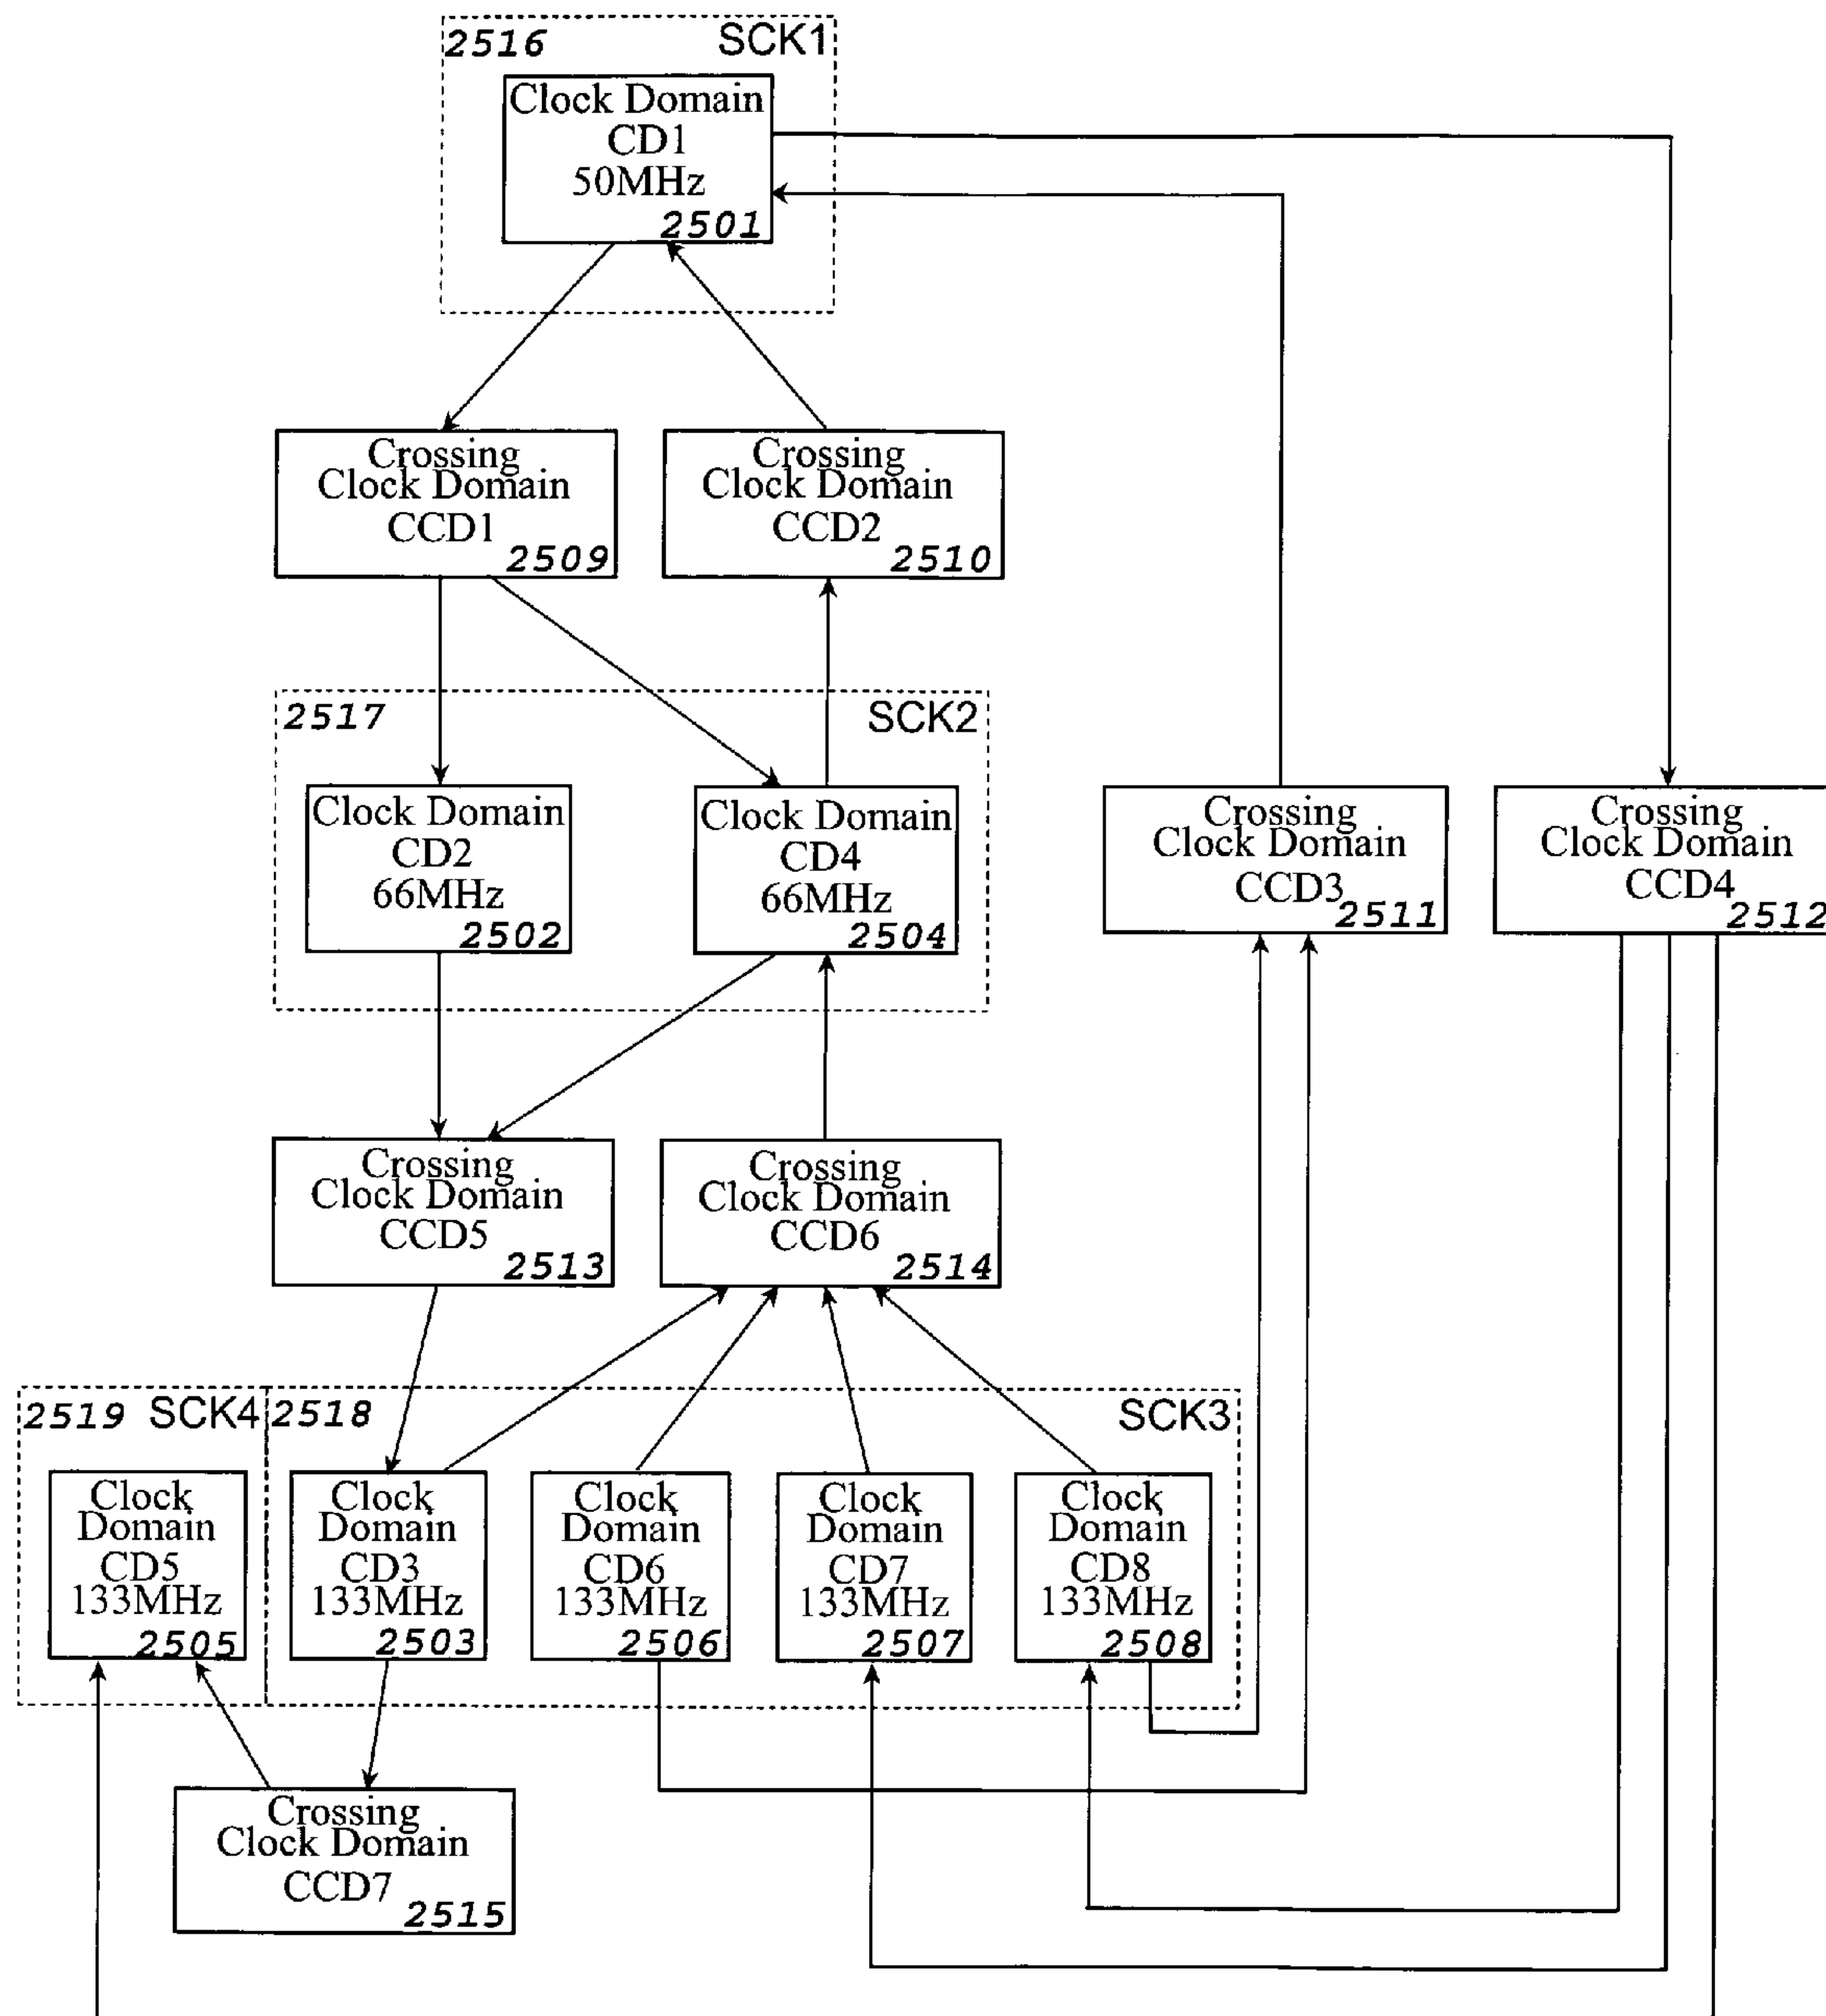 2516 SCK1
Clock Domain
CD1
50MHz
2501
Crossing
Clock Domain
CCD1
2509
Crossing
Clock Domain
CCD2
2510
2517 SCK2
Clock Domain
CD2
66MHz
2502
Clock Domain
CD4
66MHz
2504
Crossing
Clock Domain
CCD3
2511
Crossing
Clock Domain
CCD4
2512
Crossing
Clock Domain
CCD5
2513
Crossing
Clock Domain
CCD6
2514
2519 SCK4
2518 SCK3
Clock
Domain
CD5
133MHz
2505
Clock
Domain
CD3
133MHz
2503
Clock
Domain
CD6
133MHz
2506
Clock
Domain
CD7
133MHz
2507
Clock
Domain
CD8
133MHz
2508
Crossing
Clock Domain
CCD7
2515